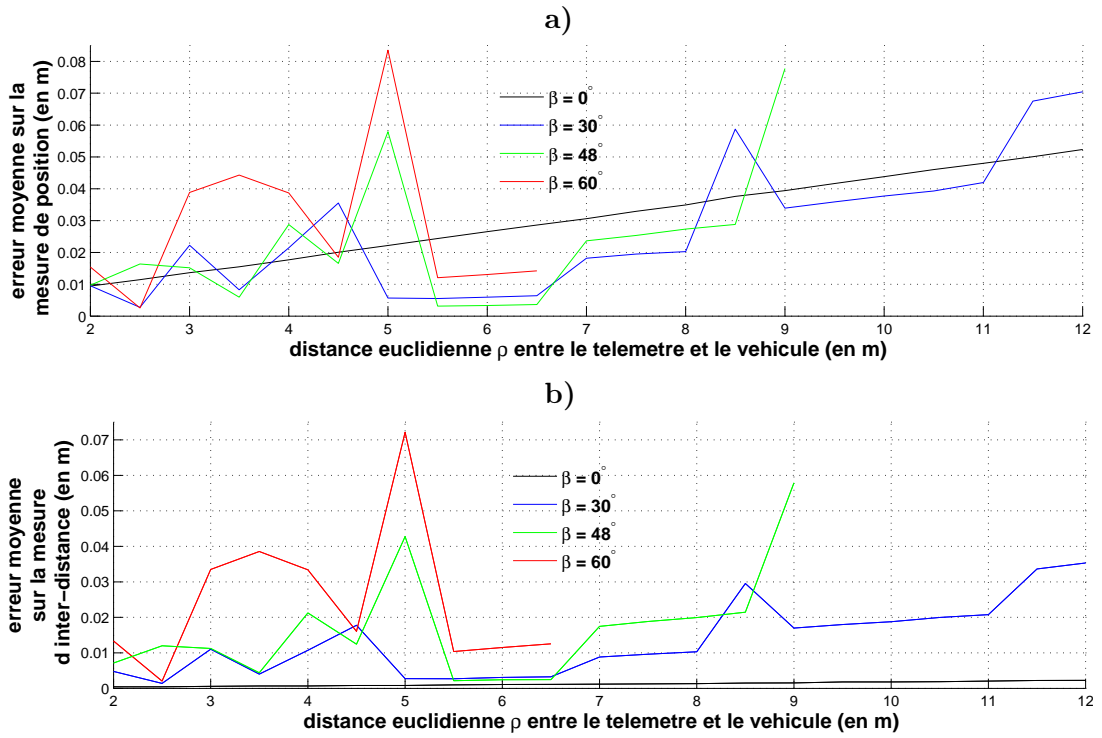 a)
erreur moyenne sur la
mesure de position (en m)
0.08
0.07
0.06
0.05
0.04
0.03
0.02
0.01
0
β = 0°
β = 30°
β = 48°
β = 60°
2 3 4 5 6 7 8 9 10 11 12
distance euclidienne ρ entre le telemetre et le vehicule (en m)
b)
erreur moyenne
sur la mesure
d inter−distance (en m)
0.07
0.06
0.05
0.04
0.03
0.02
0.01
0
β = 0°
β = 30°
β = 48°
β = 60°
2 3 4 5 6 7 8 9 10 11 12
distance euclidienne ρ entre le telemetre et le vehicule (en m)